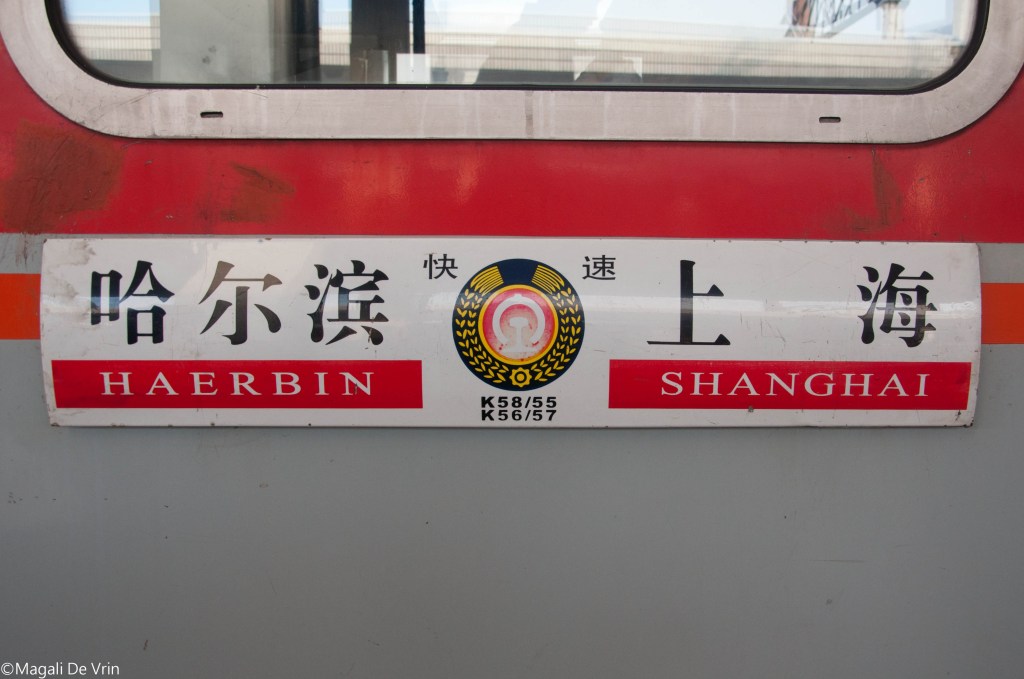 哈尔滨 快速 上海
HAERBIN SHANGHAI
K58/55
K56/57
©Magali De Vrin